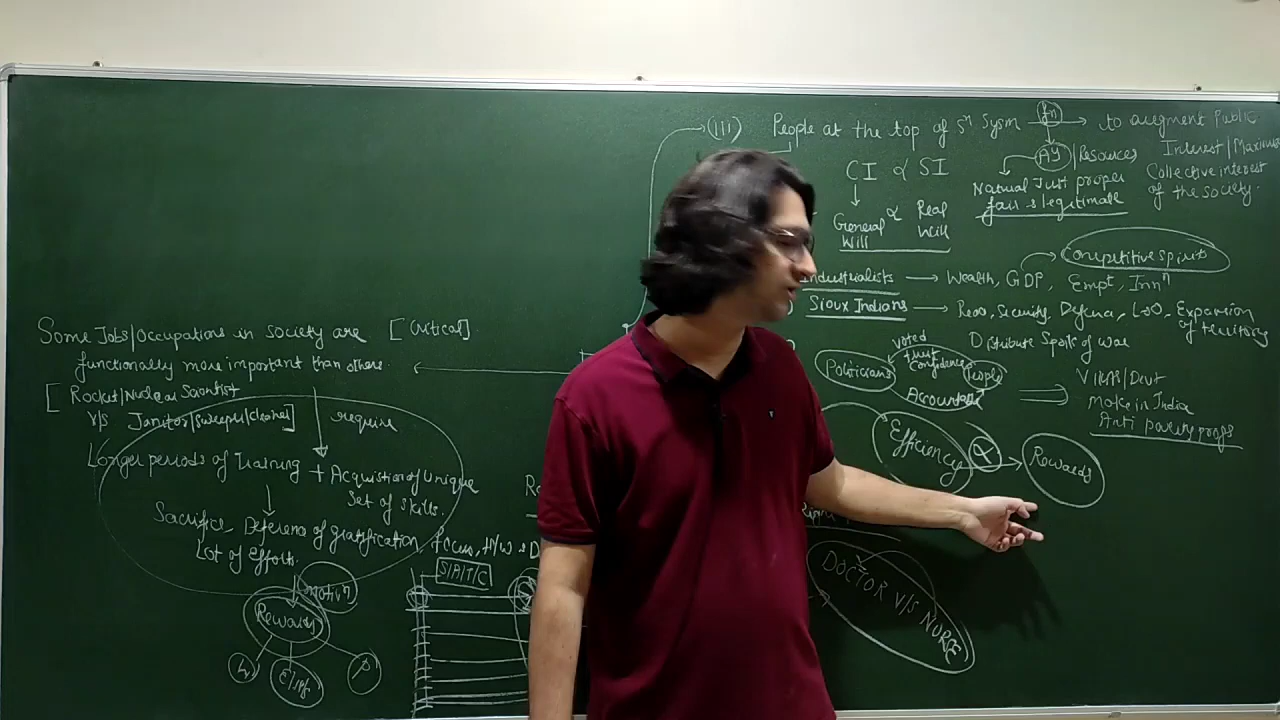 Some Jobs/Occupations in society are [Critical]
functionally more important than others.
[Rocket/Nuclear Scientist
v/s Janitor/Sweeper/Cleaner]
require
Longer periods of Training + Acquisition of Unique
Set of skills.
Sacrifice, Deference of gratification, focus, H/W & D
Lot of effort.
motivn
Rewards
W
P
S/A/T/C
(III) People at the top of Sn Sysm fn to augment Public
Interest/Maximise
Collective interest
of the society.
AY/Resources
Natural Just proper
fair & legitimate
CI ∝ SI
General ∝ Real
Will Will
Industrialists → Wealth, GDP, Empt, Innn
Competitive spirit
Sioux Indians → Reso, Security, Defence, L&O, Expansion
of territory
Distribute Spoils of war
Politicians
voted
trust
Confidence
People
Accountable
Make in India
Anti poverty progs
Efficiency ∝ → Rewards
DOCTOR V/S NURSE